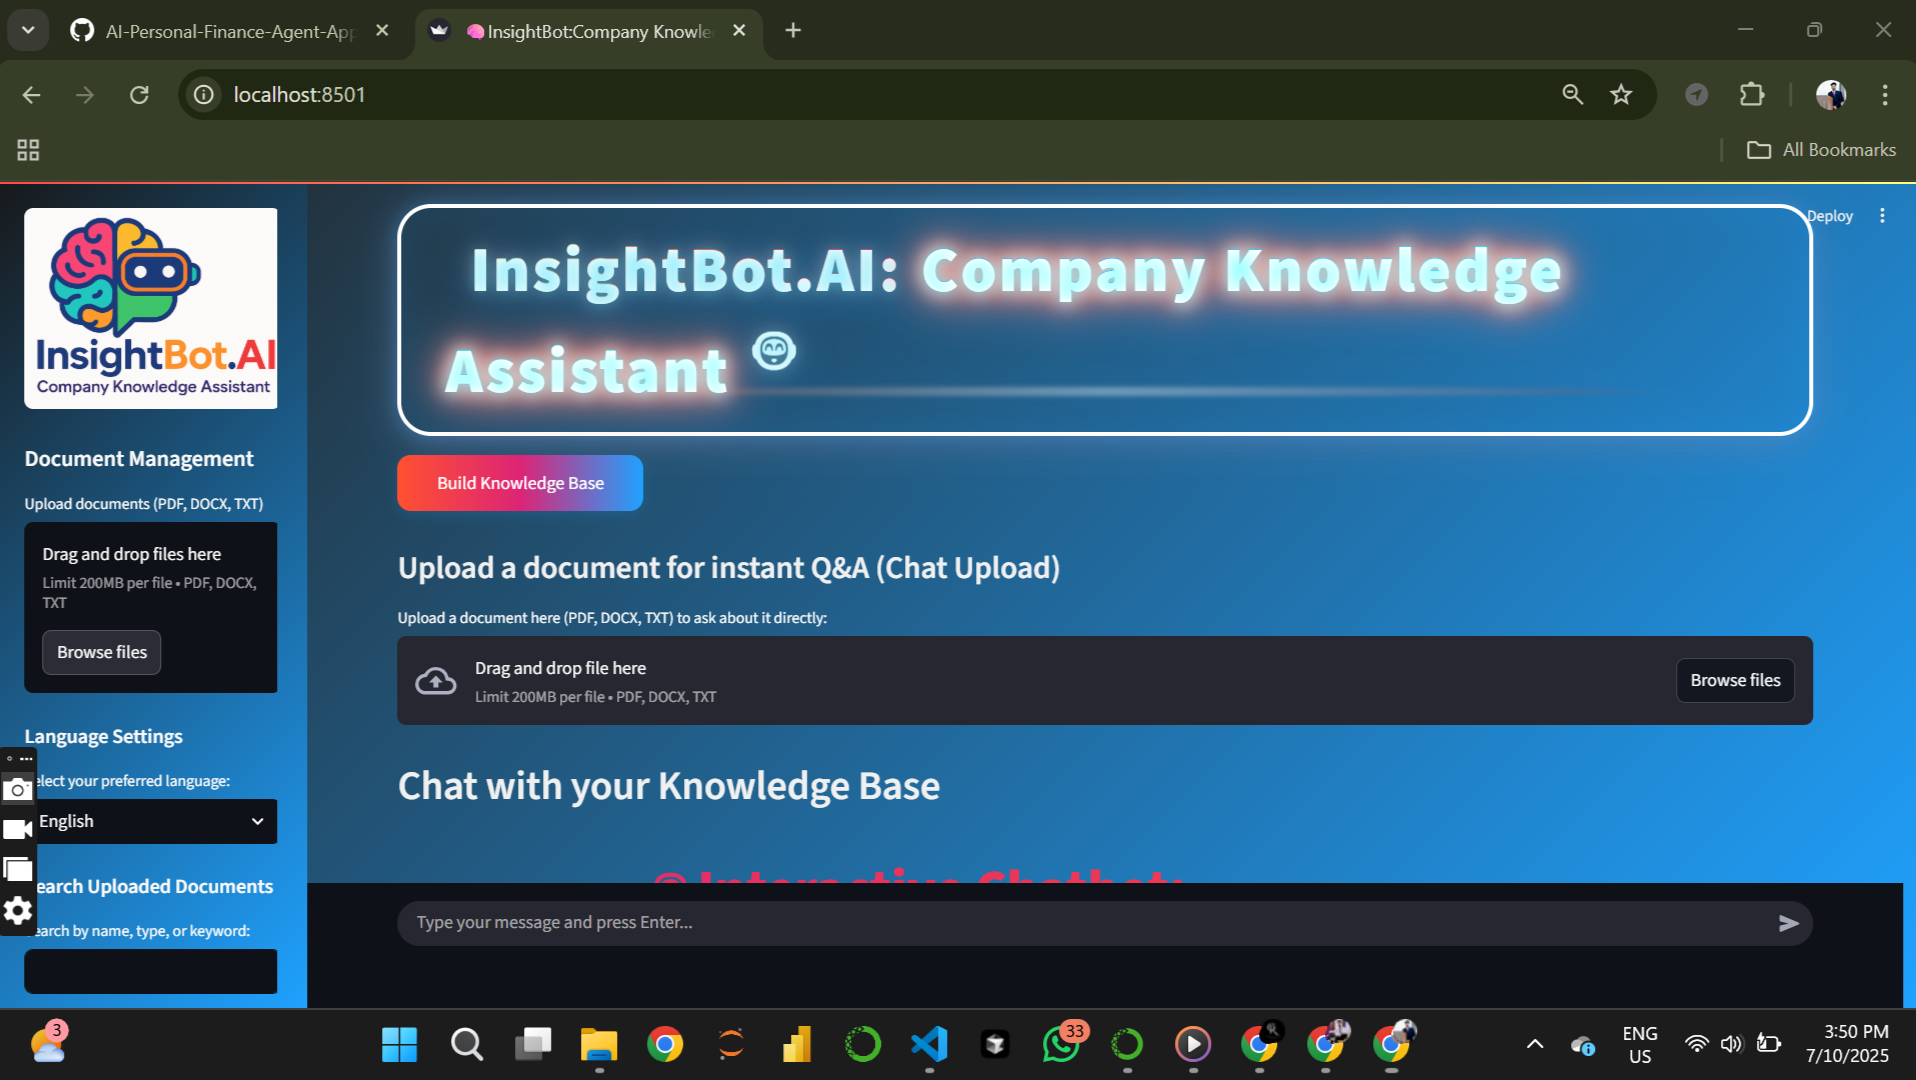 AI-Personal-Finance-Agent-App
InsightBot:Company Knowle
localhost:8501
All Bookmarks
Deploy
InsightBot.AI
Company Knowledge Assistant
Document Management
Upload documents (PDF, DOCX, TXT)
Drag and drop files here
Limit 200MB per file • PDF, DOCX,
TXT
Browse files
Language Settings
elect your preferred language:
English
earch Uploaded Documents
earch by name, type, or keyword:
InsightBot.AI: Company Knowledge
Assistant
Build Knowledge Base
Upload a document for instant Q&A (Chat Upload)
Upload a document here (PDF, DOCX, TXT) to ask about it directly:
Drag and drop file here
Limit 200MB per file • PDF, DOCX, TXT
Browse files
Chat with your Knowledge Base
Interactive Chatbot:
Type your message and press Enter...
3
33
ENG
US
3:50 PM
7/10/2025